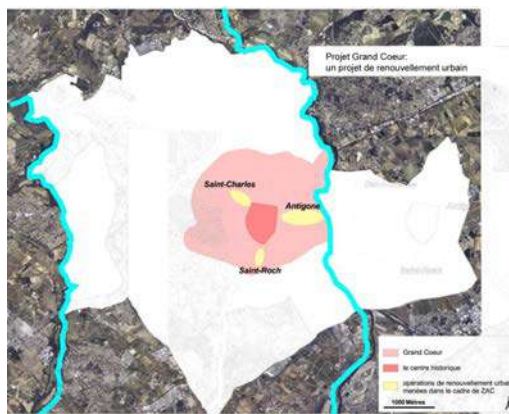 Projet Grand Coeur:
un projet de renouvellement urbain
Saint-Charles
Antigone
Saint-Roch
Grand Coeur
le centre historique
opérations de renouvellement urba
menées dans le cadre de ZAC
1000 Mètres